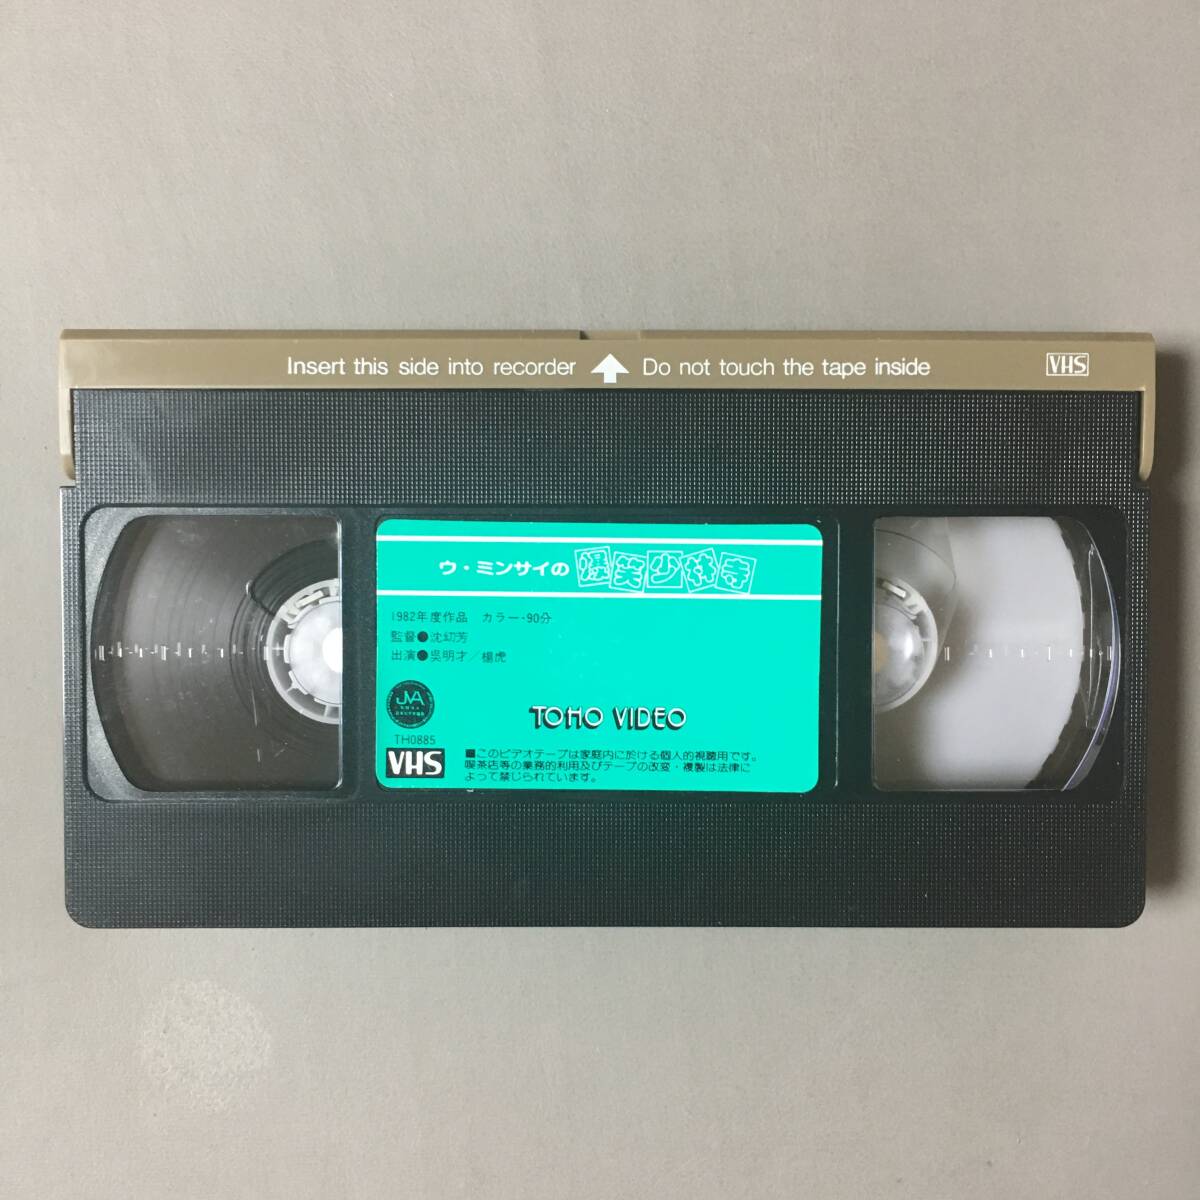 Insert this side into recorder Do not touch the tape inside VHS
ウ・ミンサイの爆笑少林寺
1982年度作品 カラー・90分
監督●沈幼芳
出演●呉明才／楊虎
JVA
TOHO VIDEO
TH0885
VHS
■このビデオテープは家庭内に於ける個人的視聴用です。
喫茶店等の業務的利用及びテープの改変・複製は法律に
よって禁じられています。